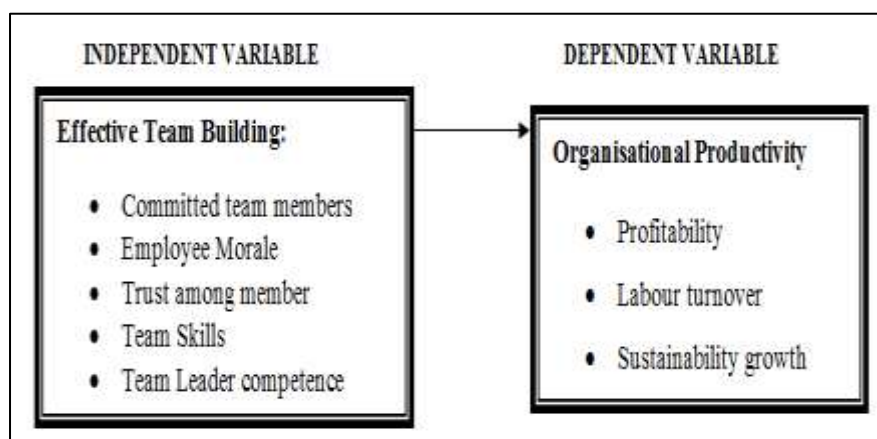 INDEPENDENT VARIABLE
Effective Team Building:
• Committed team members
• Employee Morale
• Trust among member
• Team Skills
• Team Leader competence
DEPENDENT VARIABLE
Organisational Productivity
• Profitability
• Labour turnover
• Sustainability growth